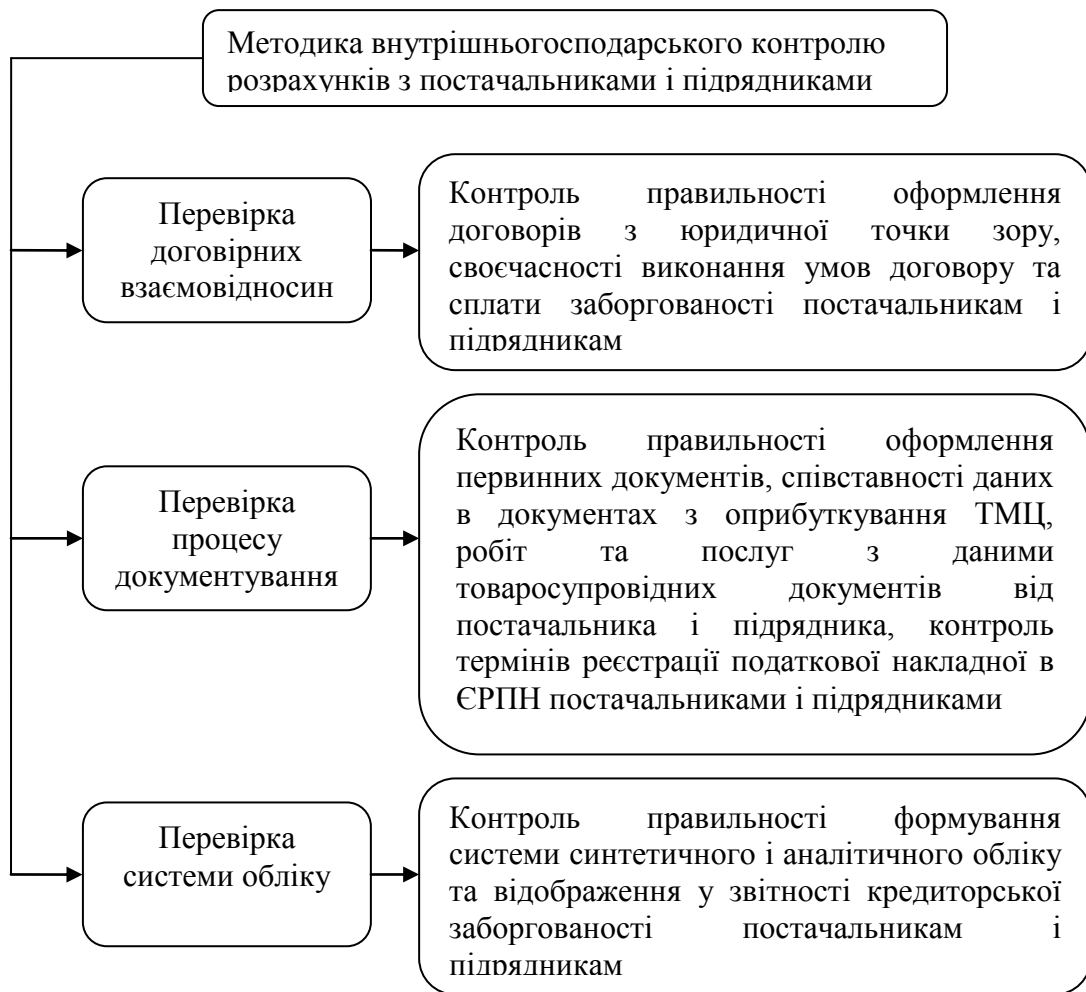 Методика внутрішньогосподарського контролю
розрахунків з постачальниками і підрядниками
Перевірка
договірних
взаємовідносин
Контроль правильності оформлення
договорів з юридичної точки зору,
своєчасності виконання умов договору та
сплати заборгованості постачальникам і
підрядникам
Перевірка
процесу
документування
Контроль правильності оформлення
первинних документів, співставності даних
в документах з оприбуткування ТМЦ,
робіт та послуг з даними
товаросупровідних документів від
постачальника і підрядника, контроль
термінів реєстрації податкової накладної в
ЄРПН постачальниками і підрядниками
Перевірка
системи обліку
Контроль правильності формування
системи синтетичного і аналітичного обліку
та відображення у звітності кредиторської
заборгованості постачальникам і
підрядникам